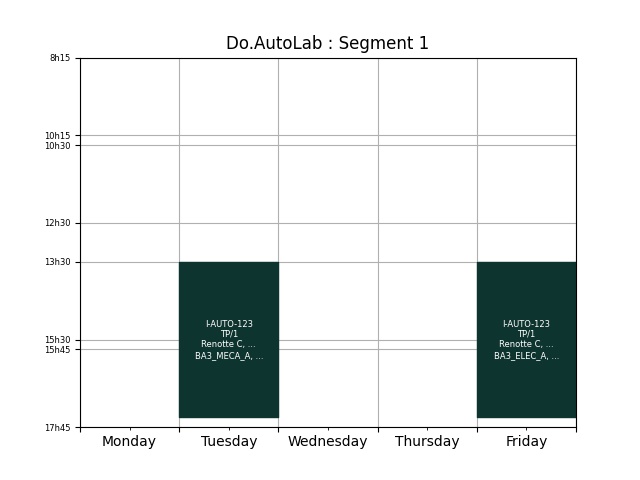 Do.AutoLab : Segment 1
8h15
10h15
10h30
12h30
13h30
15h30
15h45
17h45
I-AUTO-123
TP/1
Renotte C, ...
BA3_MECA_A, ...
I-AUTO-123
TP/1
Renotte C, ...
BA3_ELEC_A, ...
Monday
Tuesday
Wednesday
Thursday
Friday